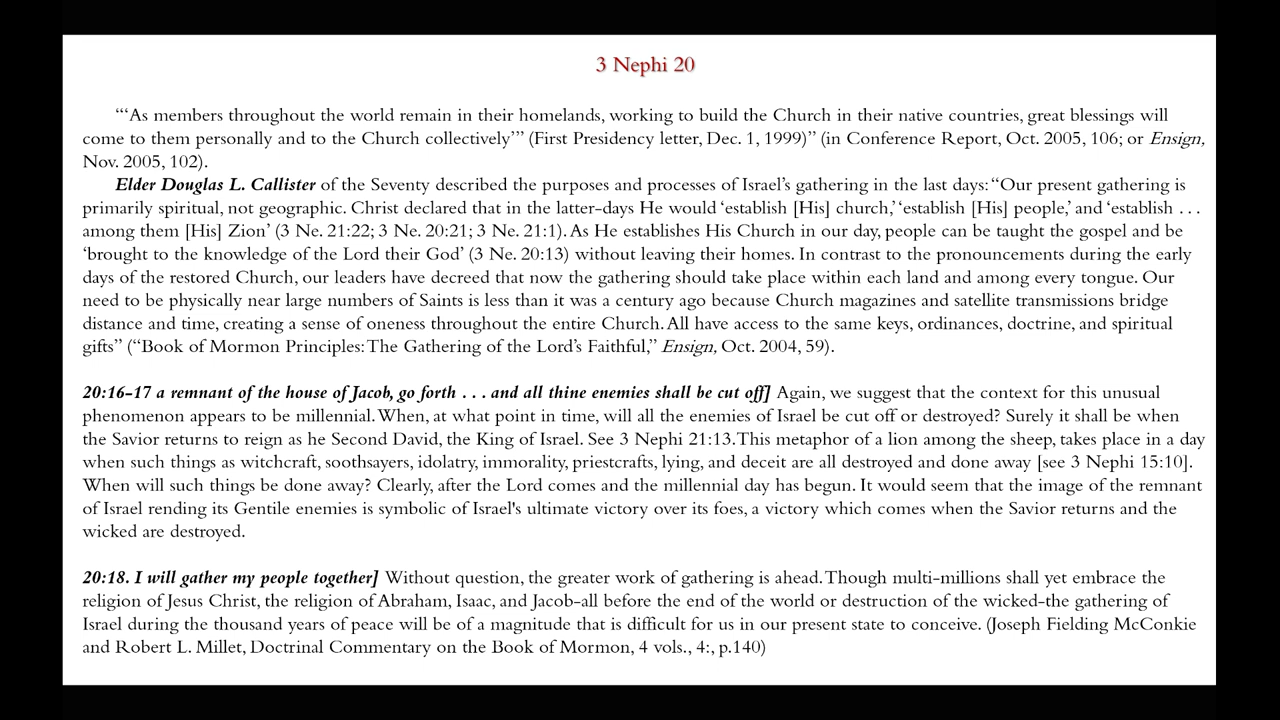 3 Nephi 20
“‘As members throughout the world remain in their homelands, working to build the Church in their native countries, great blessings will
come to them personally and to the Church collectively’” (First Presidency letter, Dec. 1, 1999)” (in Conference Report, Oct. 2005, 106; or Ensign,
Nov. 2005, 102).
Elder Douglas L. Callister of the Seventy described the purposes and processes of Israel’s gathering in the last days: “Our present gathering is
primarily spiritual, not geographic. Christ declared that in the latter-days He would ‘establish [His] church,’ ‘establish [His] people,’ and ‘establish . . .
among them [His] Zion’ (3 Ne. 21:22; 3 Ne. 20:21; 3 Ne. 21:1). As He establishes His Church in our day, people can be taught the gospel and be
‘brought to the knowledge of the Lord their God’ (3 Ne. 20:13) without leaving their homes. In contrast to the pronouncements during the early
days of the restored Church, our leaders have decreed that now the gathering should take place within each land and among every tongue. Our
need to be physically near large numbers of Saints is less than it was a century ago because Church magazines and satellite transmissions bridge
distance and time, creating a sense of oneness throughout the entire Church. All have access to the same keys, ordinances, doctrine, and spiritual
gifts” (“Book of Mormon Principles: The Gathering of the Lord’s Faithful,” Ensign, Oct. 2004, 59).
20:16-17 a remnant of the house of Jacob, go forth . . . and all thine enemies shall be cut off] Again, we suggest that the context for this unusual
phenomenon appears to be millennial. When, at what point in time, will all the enemies of Israel be cut off or destroyed? Surely it shall be when
the Savior returns to reign as he Second David, the King of Israel. See 3 Nephi 21:13. This metaphor of a lion among the sheep, takes place in a day
when such things as witchcraft, soothsayers, idolatry, immorality, priestcrafts, lying, and deceit are all destroyed and done away [see 3 Nephi 15:10].
When will such things be done away? Clearly, after the Lord comes and the millennial day has begun. It would seem that the image of the remnant
of Israel rending its Gentile enemies is symbolic of Israel's ultimate victory over its foes, a victory which comes when the Savior returns and the
wicked are destroyed.
20:18. I will gather my people together] Without question, the greater work of gathering is ahead. Though multi-millions shall yet embrace the
religion of Jesus Christ, the religion of Abraham, Isaac, and Jacob-all before the end of the world or destruction of the wicked-the gathering of
Israel during the thousand years of peace will be of a magnitude that is difficult for us in our present state to conceive. (Joseph Fielding McConkie
and Robert L. Millet, Doctrinal Commentary on the Book of Mormon, 4 vols., 4:, p.140)